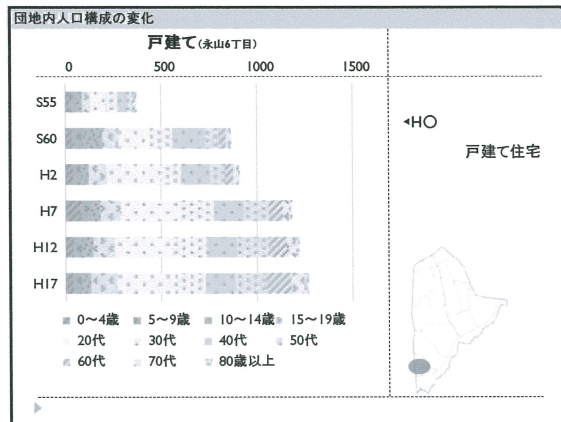 団地内人口構成の変化
戸建て(永山6丁目)
0 500 1000 1500
S55
S60
H2
H7
H12
H17
0〜4歳 5〜9歳 10〜14歳 15〜19歳
20代 30代 40代 50代
60代 70代 80歳以上
◀H○
戸建て住宅